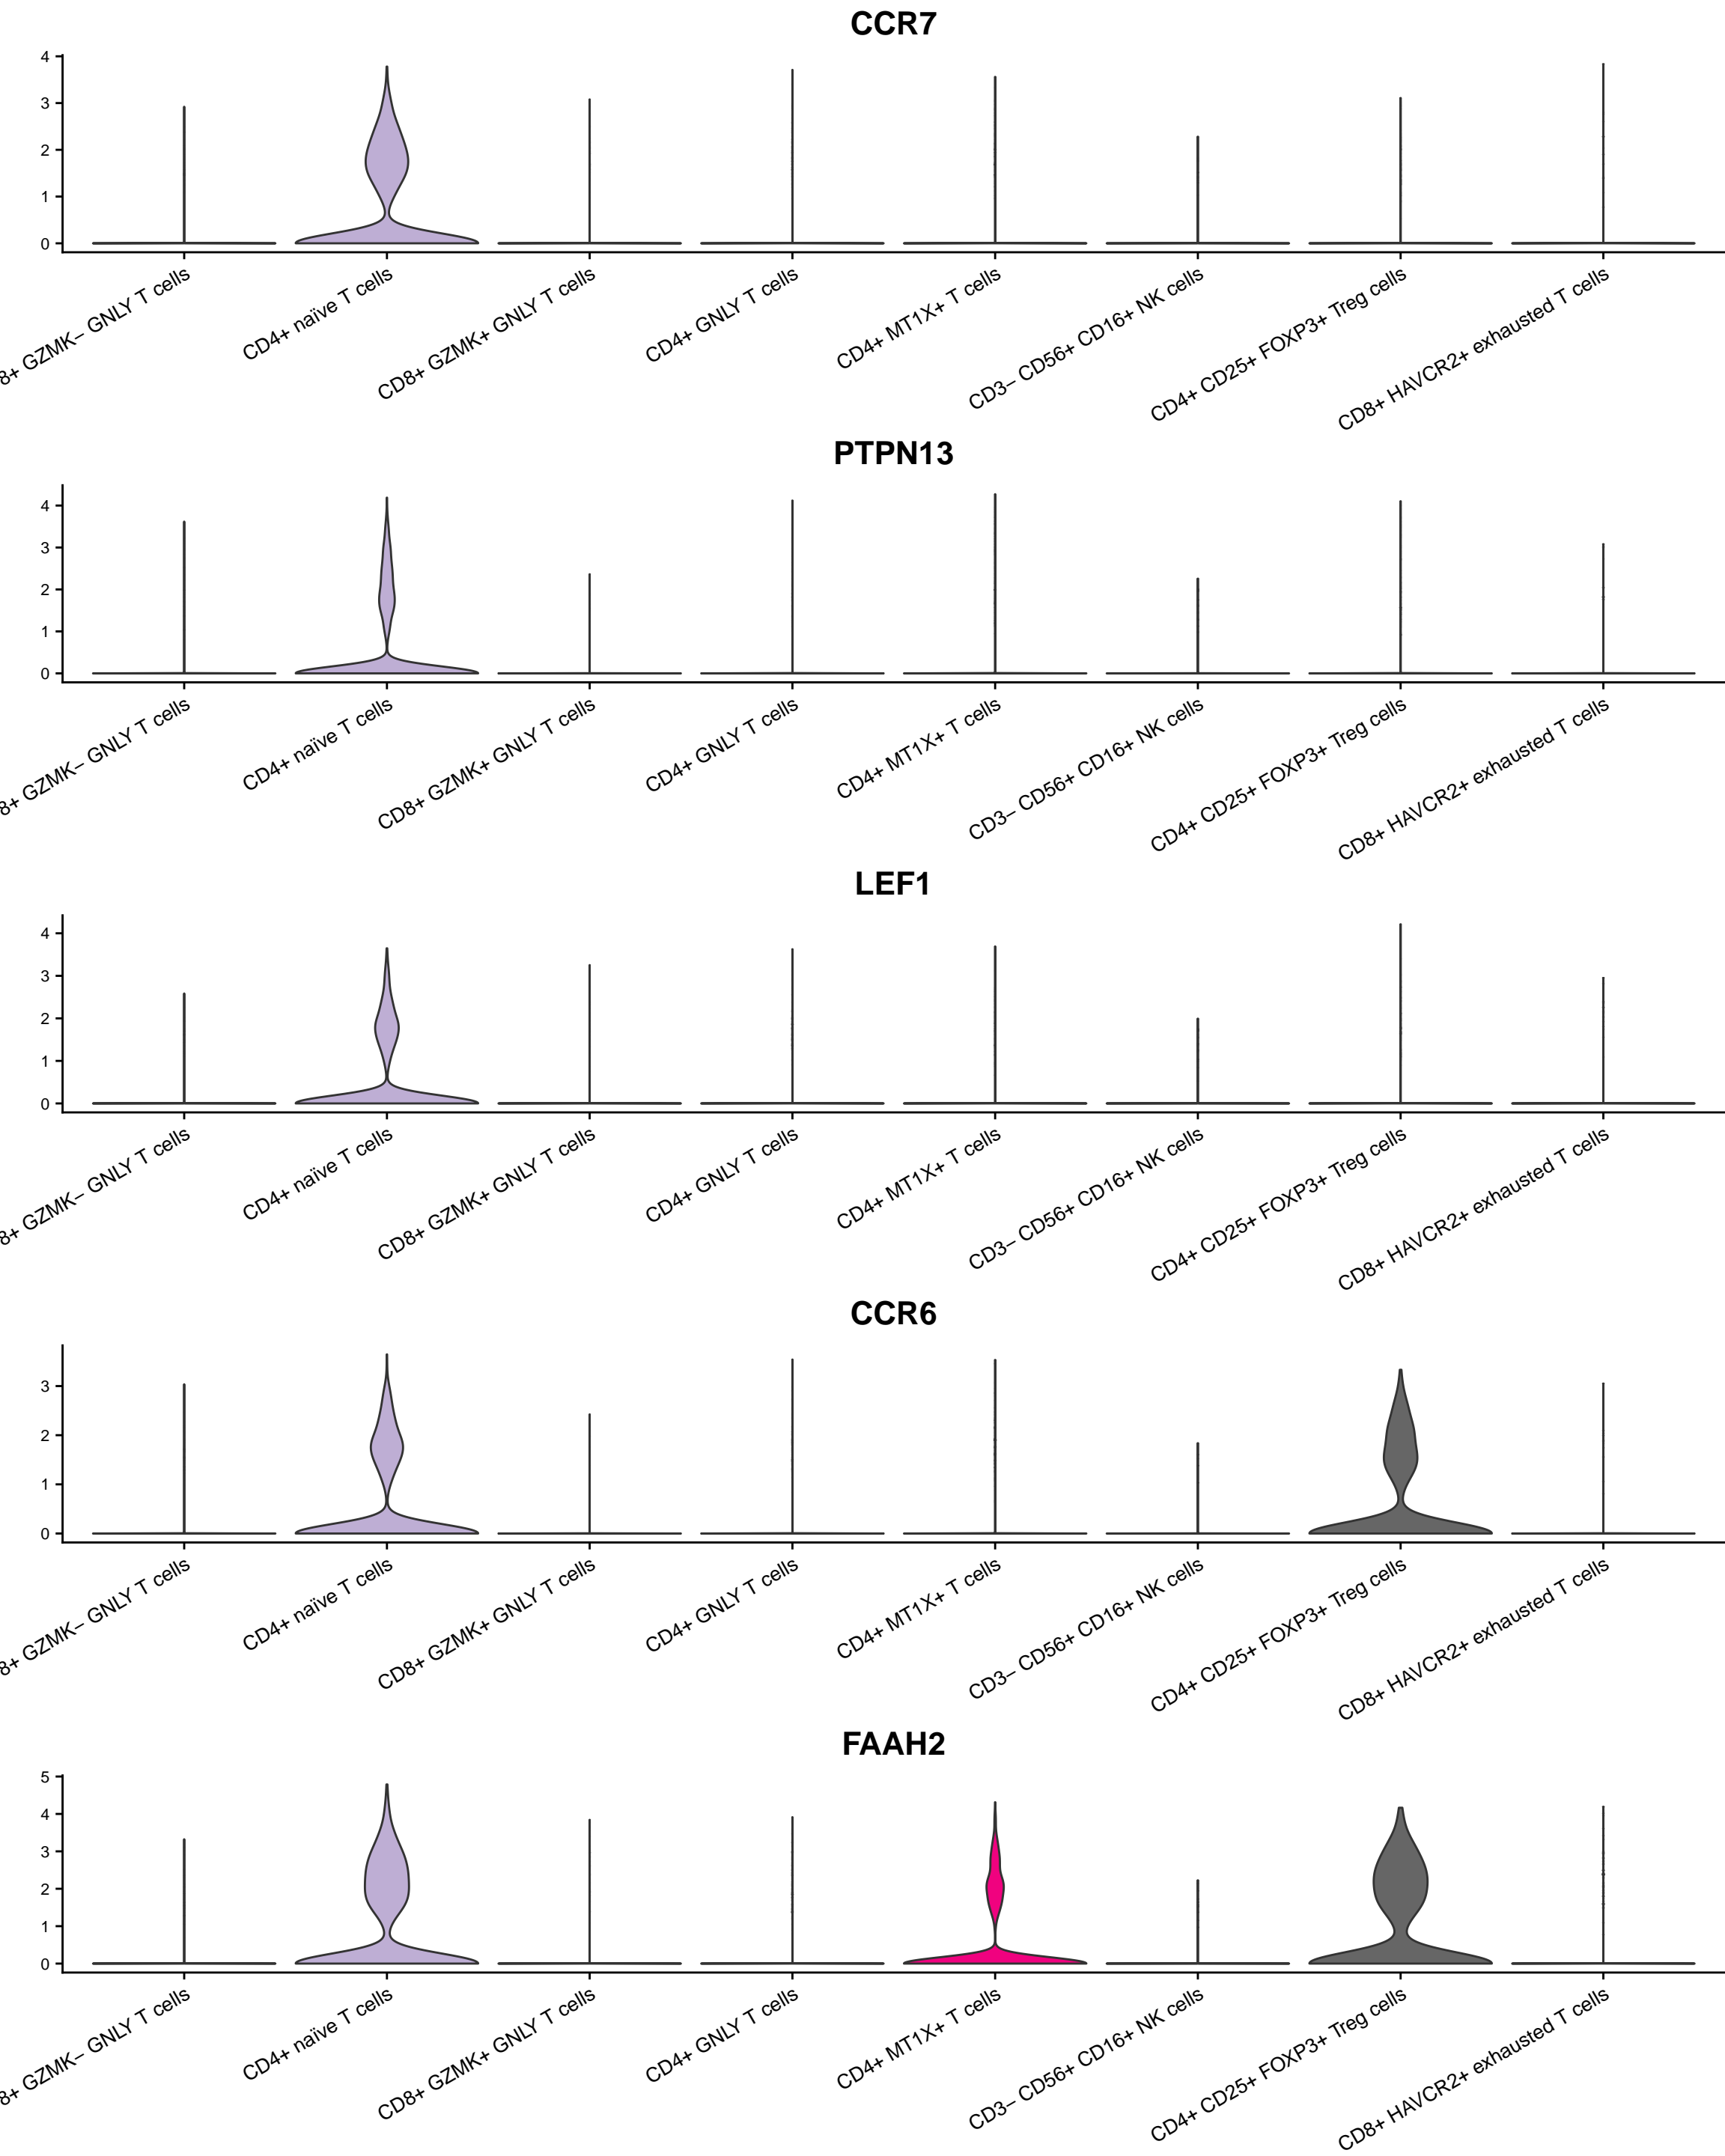 CCR7
4
3
2
1
0
8+ GZMK– GNLY T cells
CD4+ naïve T cells
CD8+ GZMK+ GNLY T cells
CD4+ GNLY T cells
CD4+ MT1X+ T cells
CD3– CD56+ CD16+ NK cells
CD4+ CD25+ FOXP3+ Treg cells
CD8+ HAVCR2+ exhausted T cells
PTPN13
4
3
2
1
0
8+ GZMK– GNLY T cells
CD4+ naïve T cells
CD8+ GZMK+ GNLY T cells
CD4+ GNLY T cells
CD4+ MT1X+ T cells
CD3– CD56+ CD16+ NK cells
CD4+ CD25+ FOXP3+ Treg cells
CD8+ HAVCR2+ exhausted T cells
LEF1
4
3
2
1
0
8+ GZMK– GNLY T cells
CD4+ naïve T cells
CD8+ GZMK+ GNLY T cells
CD4+ GNLY T cells
CD4+ MT1X+ T cells
CD3– CD56+ CD16+ NK cells
CD4+ CD25+ FOXP3+ Treg cells
CD8+ HAVCR2+ exhausted T cells
CCR6
3
2
1
0
8+ GZMK– GNLY T cells
CD4+ naïve T cells
CD8+ GZMK+ GNLY T cells
CD4+ GNLY T cells
CD4+ MT1X+ T cells
CD3– CD56+ CD16+ NK cells
CD4+ CD25+ FOXP3+ Treg cells
CD8+ HAVCR2+ exhausted T cells
FAAH2
5
4
3
2
1
0
8+ GZMK– GNLY T cells
CD4+ naïve T cells
CD8+ GZMK+ GNLY T cells
CD4+ GNLY T cells
CD4+ MT1X+ T cells
CD3– CD56+ CD16+ NK cells
CD4+ CD25+ FOXP3+ Treg cells
CD8+ HAVCR2+ exhausted T cells